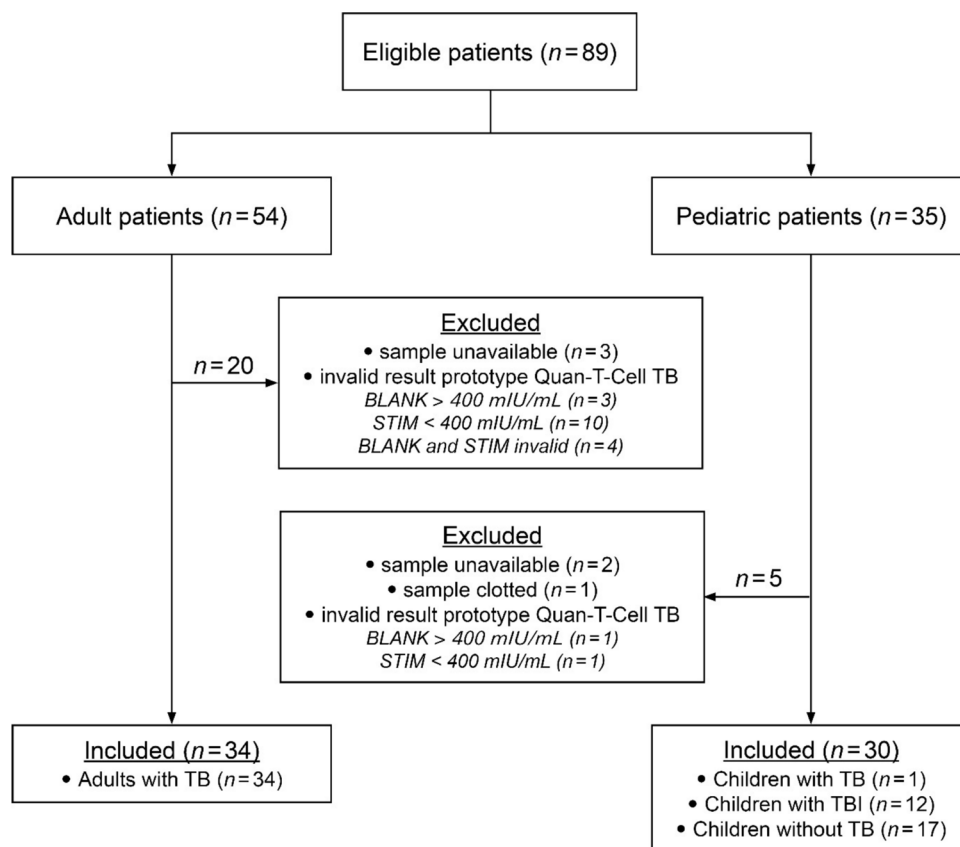 Eligible patients (n=89)
Adult patients (n=54)
Pediatric patients (n=35)
Excluded
• sample unavailable (n=3)
• invalid result prototype Quan-T-Cell TB
BLANK > 400 mIU/mL (n=3)
STIM < 400 mIU/mL (n=10)
BLANK and STIM invalid (n=4)
n=20
Excluded
• sample unavailable (n=2)
• sample clotted (n=1)
• invalid result prototype Quan-T-Cell TB
BLANK > 400 mIU/mL (n=1)
STIM < 400 mIU/mL (n=1)
n=5
Included (n=34)
• Adults with TB (n=34)
Included (n=30)
• Children with TB (n=1)
• Children with TBI (n=12)
• Children without TB (n=17)